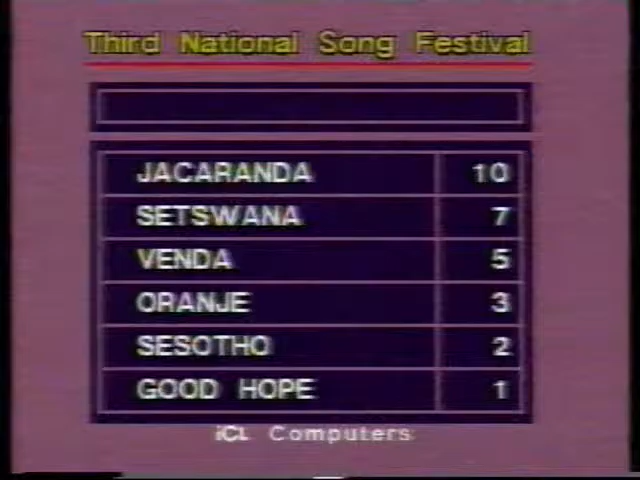 Third National Song Festival
JACARANDA 10
SETSWANA 7
VENDA 5
ORANJE 3
SESOTHO 2
GOOD HOPE 1
iCL Computers